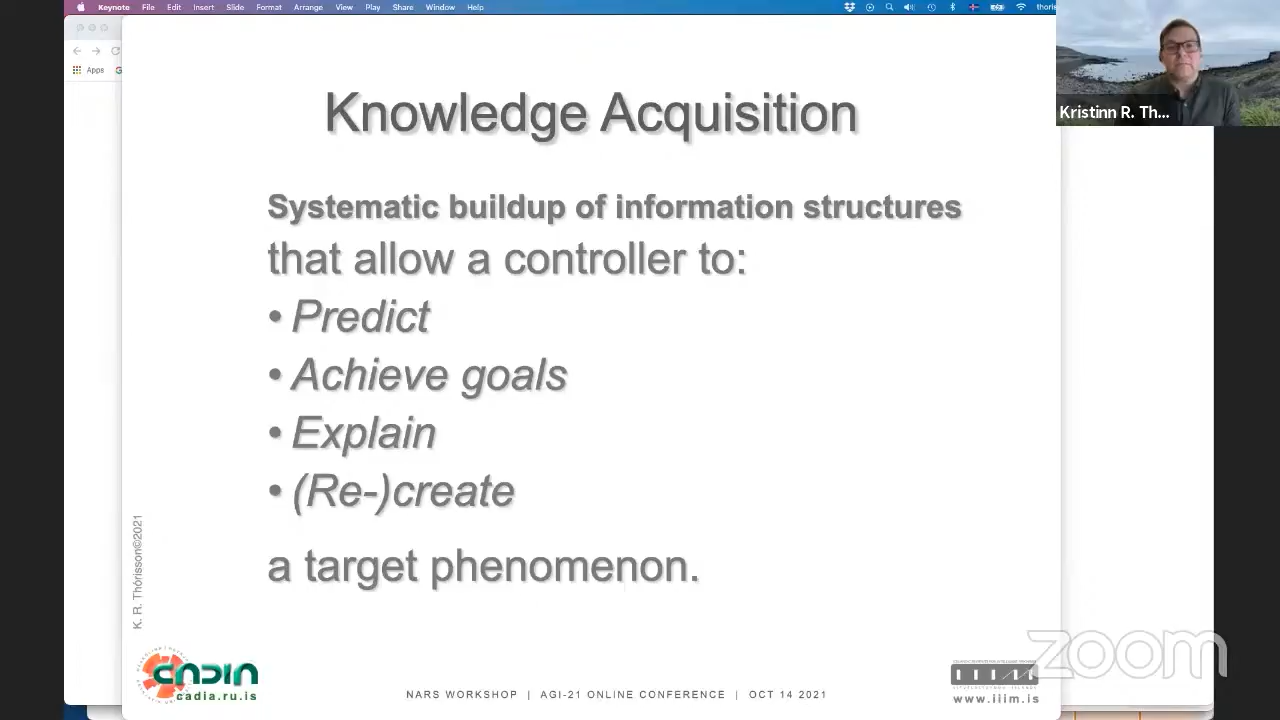 Keynote File Edit Insert Slide Format Arrange View Play Share Window Help
thoris
Apps
Kristinn R. Th...
Knowledge Acquisition
Systematic buildup of information structures
that allow a controller to:
• Predict
• Achieve goals
• Explain
• (Re-)create
a target phenomenon.
K. R. Thórisson©2021
cadia.ru.is
NARS WORKSHOP | AGI-21 ONLINE CONFERENCE | OCT 14 2021
www.iiim.is
zoom